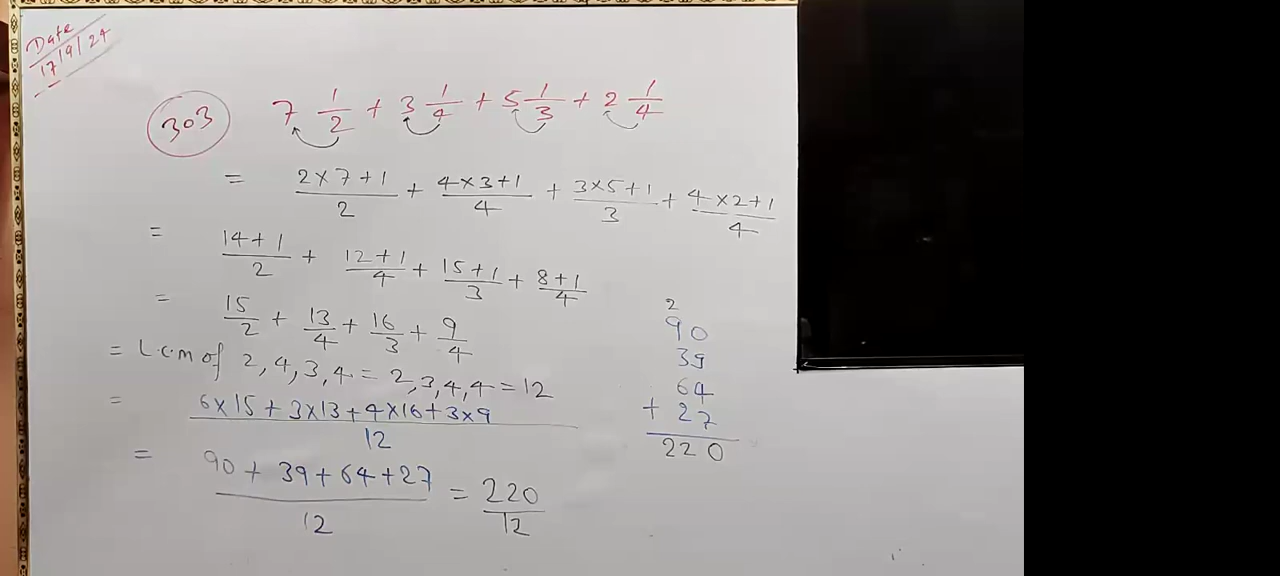 Date
17/9/24
303 7 1/2 + 3 1/4 + 5 1/3 + 2 1/4
= 2×7+1/2 + 4×3+1/4 + 3×5+1/3 + 4×2+1/4
= 14+1/2 + 12+1/4 + 15+1/3 + 8+1/4
= 15/2 + 13/4 + 16/3 + 9/4
= L.c.m of 2,4,3,4 = 2,3,4,4 = 12
= 6×15+3×13+4×16+3×9/12
= 90+39+64+27/12 = 220/12
2
90
39
64
+ 27
220